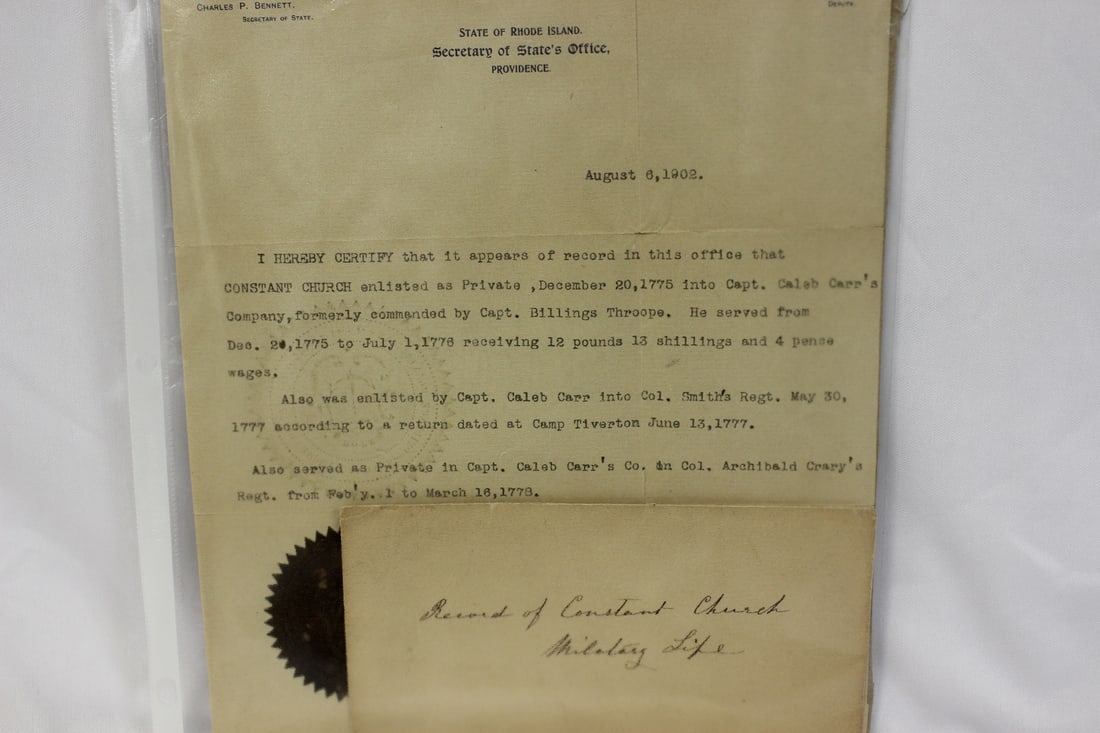 CHARLES P. BENNETT,
SECRETARY OF STATE.
DEPUTY.
STATE OF RHODE ISLAND.
Secretary of State's Office,
PROVIDENCE.
August 6,1902.
I HEREBY CERTIFY that it appears of record in this office that
CONSTANT CHURCH enlisted as Private ,December 20,1775 into Capt. Caleb Carr's
Company,formerly commanded by Capt. Billings Throope. He served from
Dec. 20,1775 to July 1,1776 receiving 12 pounds 13 shillings and 4 pence
wages.
Also was enlisted by Capt. Caleb Carr into Col. Smith's Regt. May 30,
1777 according to a return dated at Camp Tiverton June 13,1777.
Also served as Private in Capt. Caleb Carr's Co. in Col. Archibald Crary's
Regt. from Feb'y. 1 to March 16,1778.
Record of Constant Church
Military Life